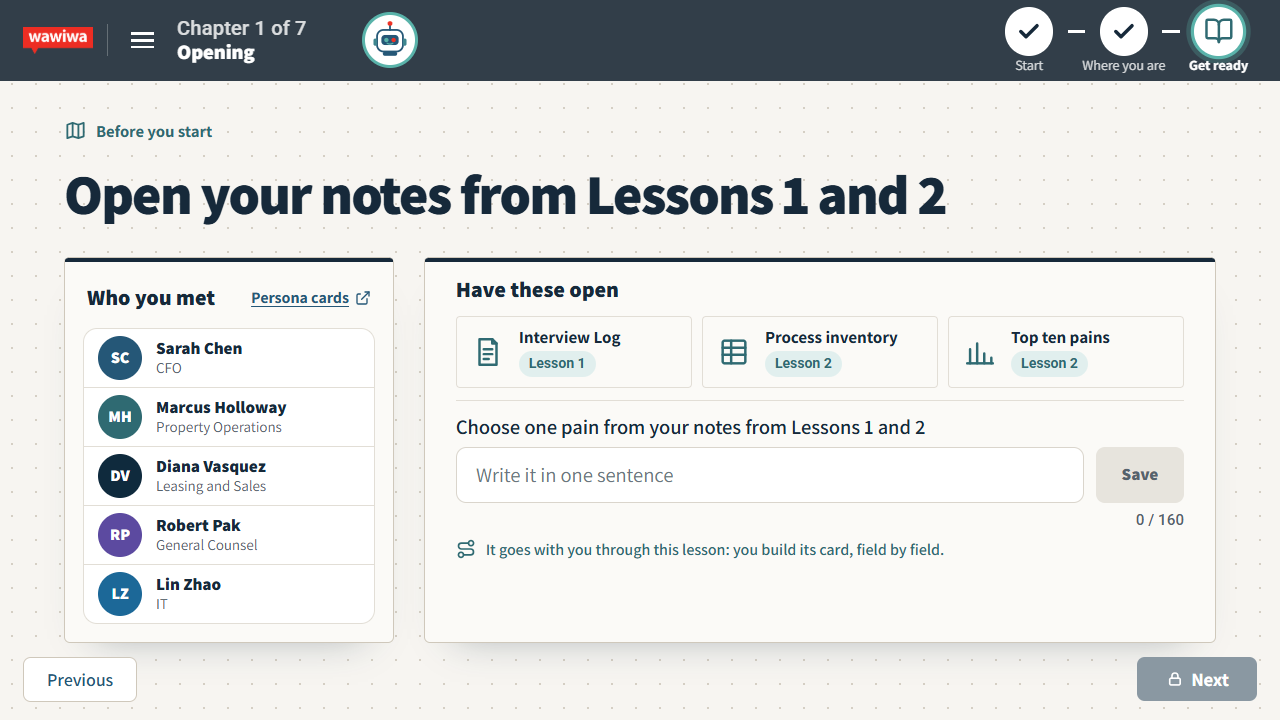 wawiwa
Chapter 1 of 7
Opening
Start
Where you are
Get ready
Before you start
Open your notes from Lessons 1 and 2
Who you met
Persona cards
SC
Sarah Chen
CFO
MH
Marcus Holloway
Property Operations
DV
Diana Vasquez
Leasing and Sales
RP
Robert Pak
General Counsel
LZ
Lin Zhao
IT
Have these open
Interview Log
Lesson 1
Process inventory
Lesson 2
Top ten pains
Lesson 2
Choose one pain from your notes from Lessons 1 and 2
Write it in one sentence
Save
0 / 160
It goes with you through this lesson: you build its card, field by field.
Previous
Next